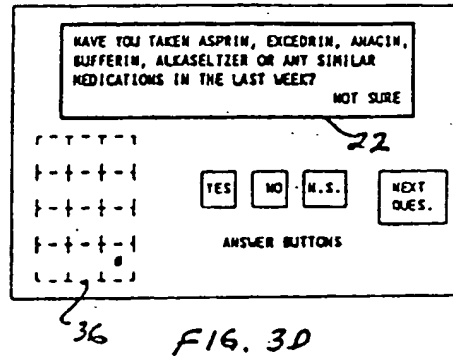 HAVE YOU TAKEN ASPRIN, EXCEDRIN, ANACIN,
BUFFERIN, ALKASELTZER OR ANY SIMILAR
MEDICATIONS IN THE LAST WEEK?
NOT SURE
22
YES NO N.S. NEXT
QUES.
ANSWER BUTTONS
36
FIG. 3D